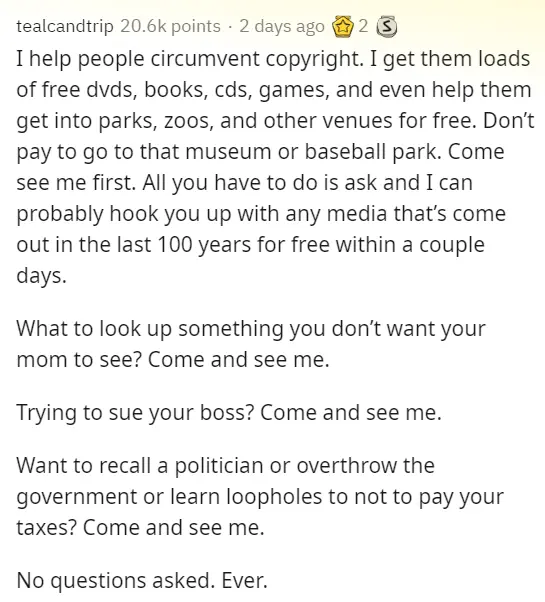 tealcandtrip 20.6k points · 2 days ago 2 S
I help people circumvent copyright. I get them loads
of free dvds, books, cds, games, and even help them
get into parks, zoos, and other venues for free. Don't
pay to go to that museum or baseball park. Come
see me first. All you have to do is ask and I can
probably hook you up with any media that's come
out in the last 100 years for free within a couple
days.
What to look up something you don't want your
mom to see? Come and see me.
Trying to sue your boss? Come and see me.
Want to recall a politician or overthrow the
government or learn loopholes to not to pay your
taxes? Come and see me.
No questions asked. Ever.